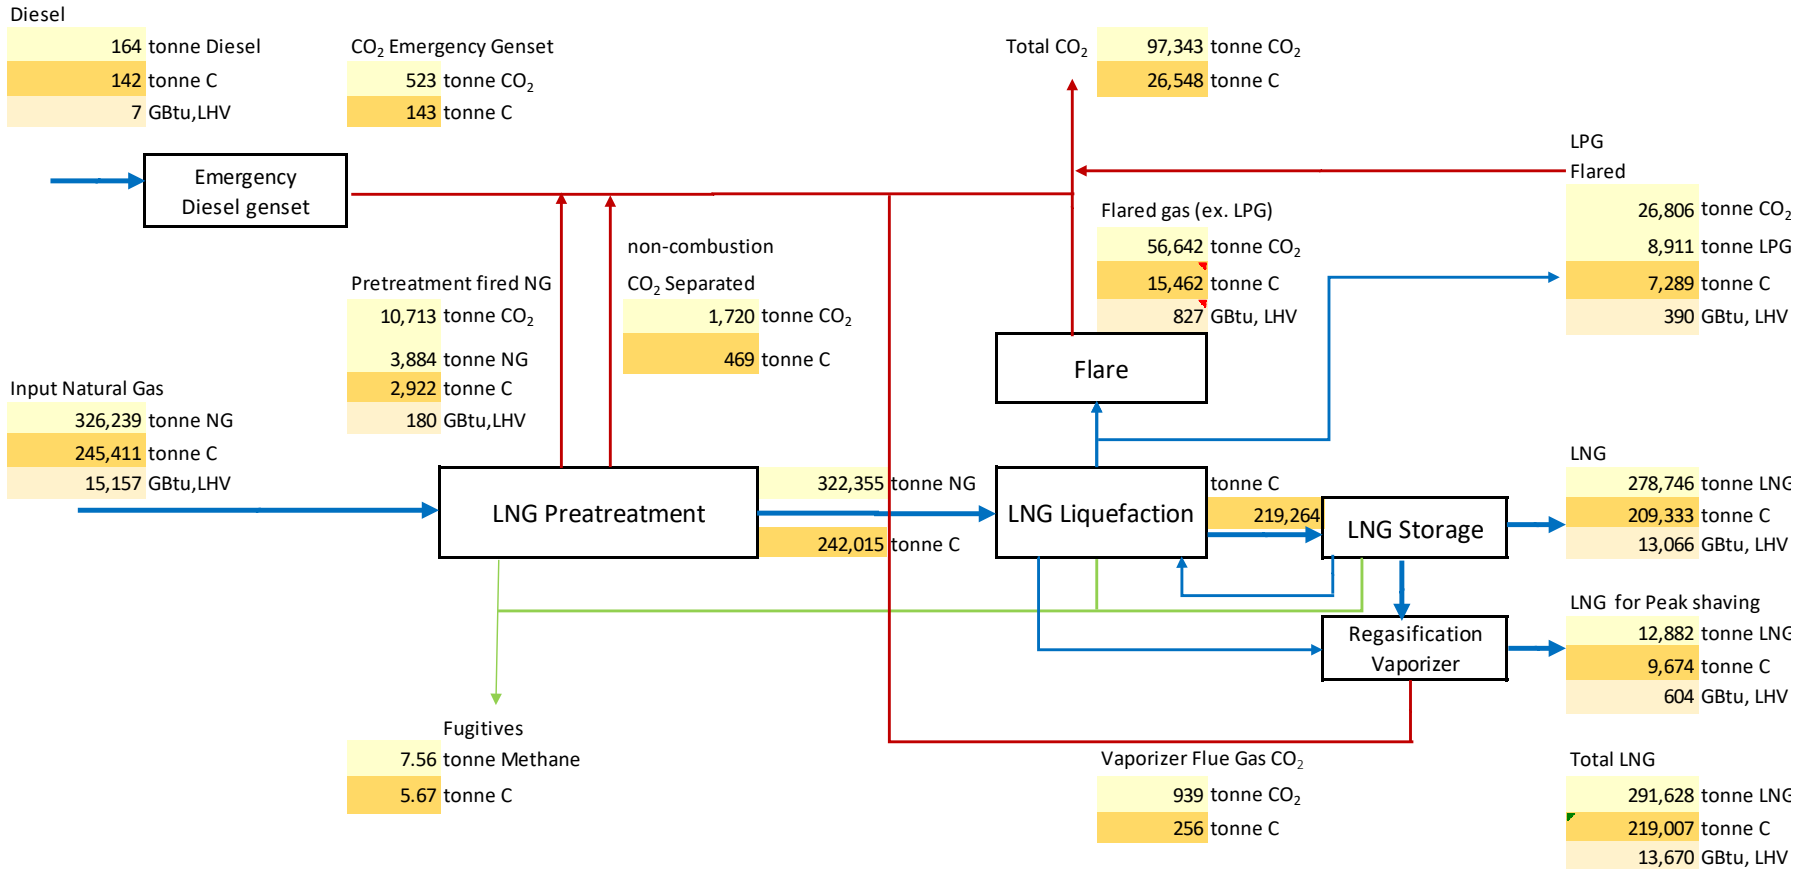 Diesel
164 tonne Diesel
142 tonne C
7 GBtu,LHV
CO₂ Emergency Genset
523 tonne CO₂
143 tonne C
Total CO₂ 97,343 tonne CO₂
26,548 tonne C
Emergency
Diesel genset
LPG
Flared
26,806 tonne CO₂
8,911 tonne LPG
7,289 tonne C
390 GBtu, LHV
Flared gas (ex. LPG)
56,642 tonne CO₂
15,462 tonne C
827 GBtu, LHV
non-combustion
CO₂ Separated
1,720 tonne CO₂
469 tonne C
Pretreatment fired NG
10,713 tonne CO₂
3,884 tonne NG
2,922 tonne C
180 GBtu,LHV
Flare
Input Natural Gas
326,239 tonne NG
245,411 tonne C
15,157 GBtu,LHV
LNG Preatreatment
322,355 tonne NG
242,015 tonne C
LNG Liquefaction
tonne C
219,264
LNG Storage
LNG
278,746 tonne LNG
209,333 tonne C
13,066 GBtu, LHV
Regasification
Vaporizer
LNG for Peak shaving
12,882 tonne LNG
9,674 tonne C
604 GBtu, LHV
Fugitives
7.56 tonne Methane
5.67 tonne C
Vaporizer Flue Gas CO₂
939 tonne CO₂
256 tonne C
Total LNG
291,628 tonne LNG
219,007 tonne C
13,670 GBtu, LHV